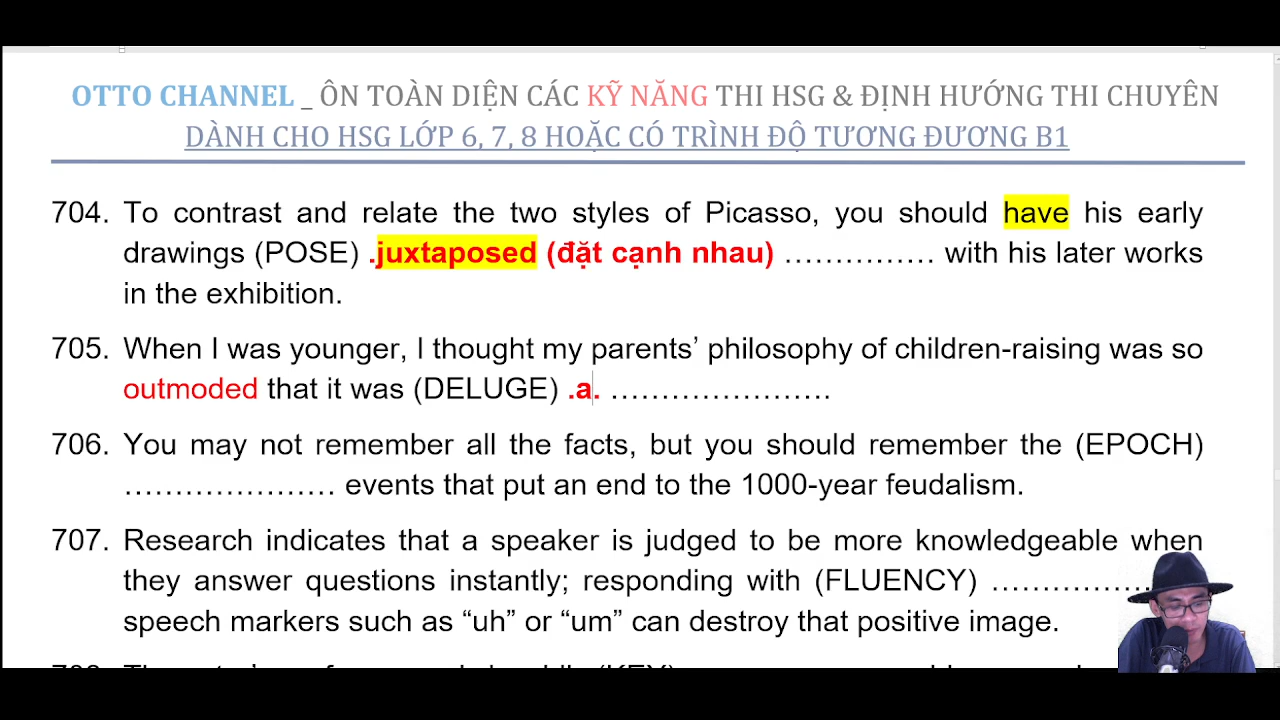 OTTO CHANNEL _ ÔN TOÀN DIỆN CÁC KỸ NĂNG THI HSG & ĐỊNH HƯỚNG THI CHUYÊN
DÀNH CHO HSG LỚP 6, 7, 8 HOẶC CÓ TRÌNH ĐỘ TƯƠNG ĐƯƠNG B1
704. To contrast and relate the two styles of Picasso, you should have his early
drawings (POSE) .juxtaposed (đặt cạnh nhau) …………… with his later works
in the exhibition.
705. When I was younger, I thought my parents’ philosophy of children-raising was so
outmoded that it was (DELUGE) .a. ………………….
706. You may not remember all the facts, but you should remember the (EPOCH)
………………… events that put an end to the 1000-year feudalism.
707. Research indicates that a speaker is judged to be more knowledgeable when
they answer questions instantly; responding with (FLUENCY) ……………
speech markers such as “uh” or “um” can destroy that positive image.